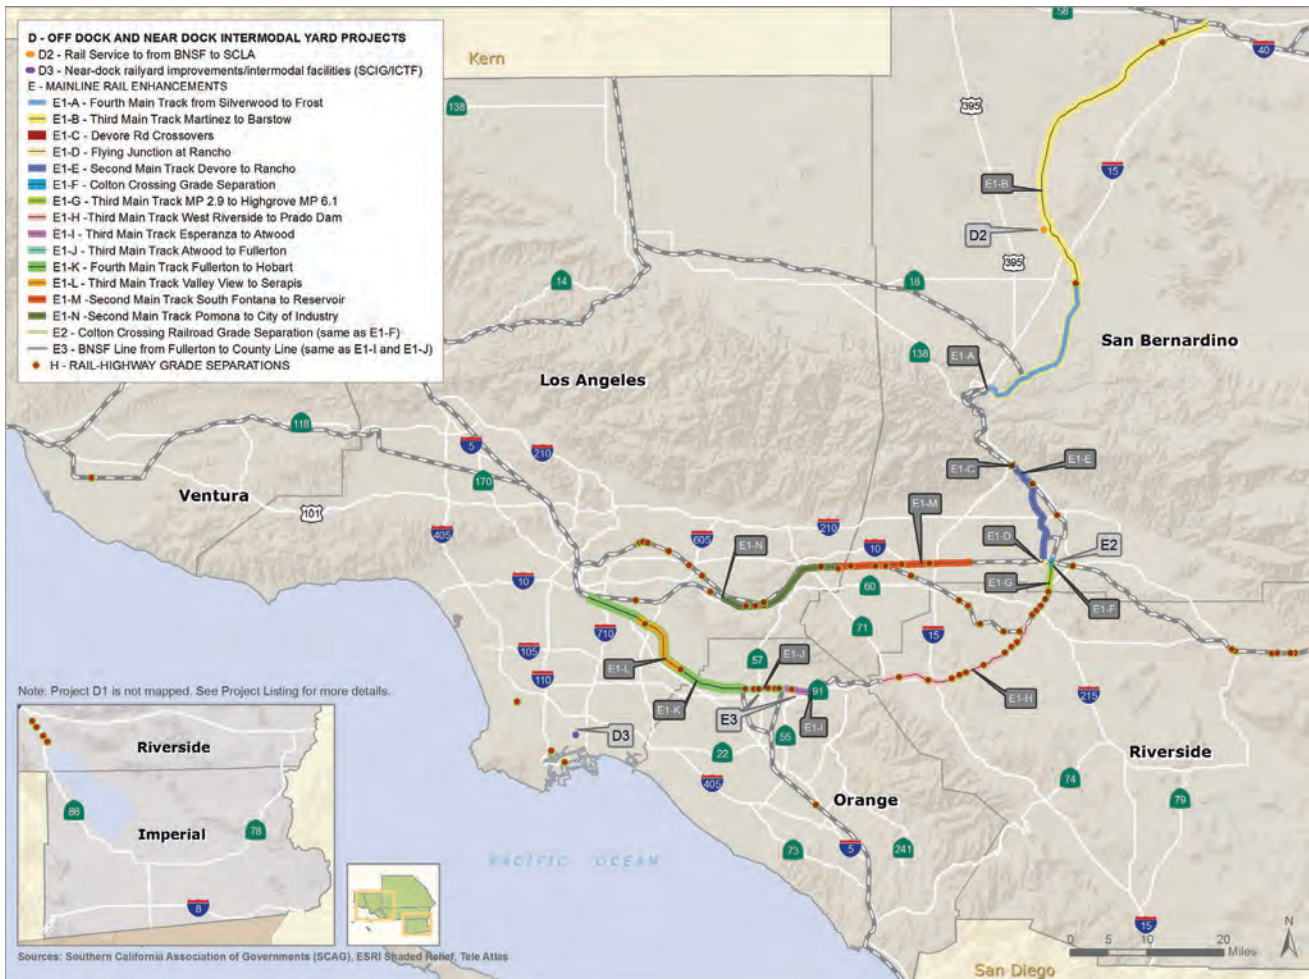 D - OFF DOCK AND NEAR DOCK INTERMODAL YARD PROJECTS
D2 - Rail Service to from BNSF to SCLA
D3 - Near-dock railyard improvements/intermodal facilities (SCIG/ICTF)
E - MAINLINE RAIL ENHANCEMENTS
E1-A - Fourth Main Track from Silverwood to Frost
E1-B - Third Main Track Martinez to Barstow
E1-C - Devore Rd Crossovers
E1-D - Flying Junction at Rancho
E1-E - Second Main Track Devore to Rancho
E1-F - Colton Crossing Grade Separation
E1-G - Third Main Track MP 2.9 to Highgrove MP 6.1
E1-H -Third Main Track West Riverside to Prado Dam
E1-I - Third Main Track Esperanza to Atwood
E1-J - Third Main Track Atwood to Fullerton
E1-K - Fourth Main Track Fullerton to Hobart
E1-L - Third Main Track Valley View to Serapis
E1-M -Second Main Track South Fontana to Reservoir
E1-N -Second Main Track Pomona to City of Industry
E2 - Colton Crossing Railroad Grade Separation (same as E1-F)
E3 - BNSF Line from Fullerton to County Line (same as E1-I and E1-J)
H - RAIL-HIGHWAY GRADE SEPARATIONS
58
40
Kern
138
395
15
E1-B
D2
395
14
18
San Bernardino
138
E1-A
Los Angeles
118
5
210
E1-C
E1-E
170
Ventura
101
E1-M
405
605
210
10
E1-D
E2
E1-N
10
60
E1-G
E1-F
710
71
15
105
E1-L
57
E1-J
110
91
E1-H
215
E1-K
E3
E1-I
D3
55
22
Riverside
405
74
79
Orange
73
5
241
PACIFIC OCEAN
15
N
0 5 10 20
Miles
San Diego
Note: Project D1 is not mapped. See Project Listing for more details.
Riverside
86
Imperial
78
8
Sources: Southern California Association of Governments (SCAG), ESRI Shaded Relief, Tele Atlas